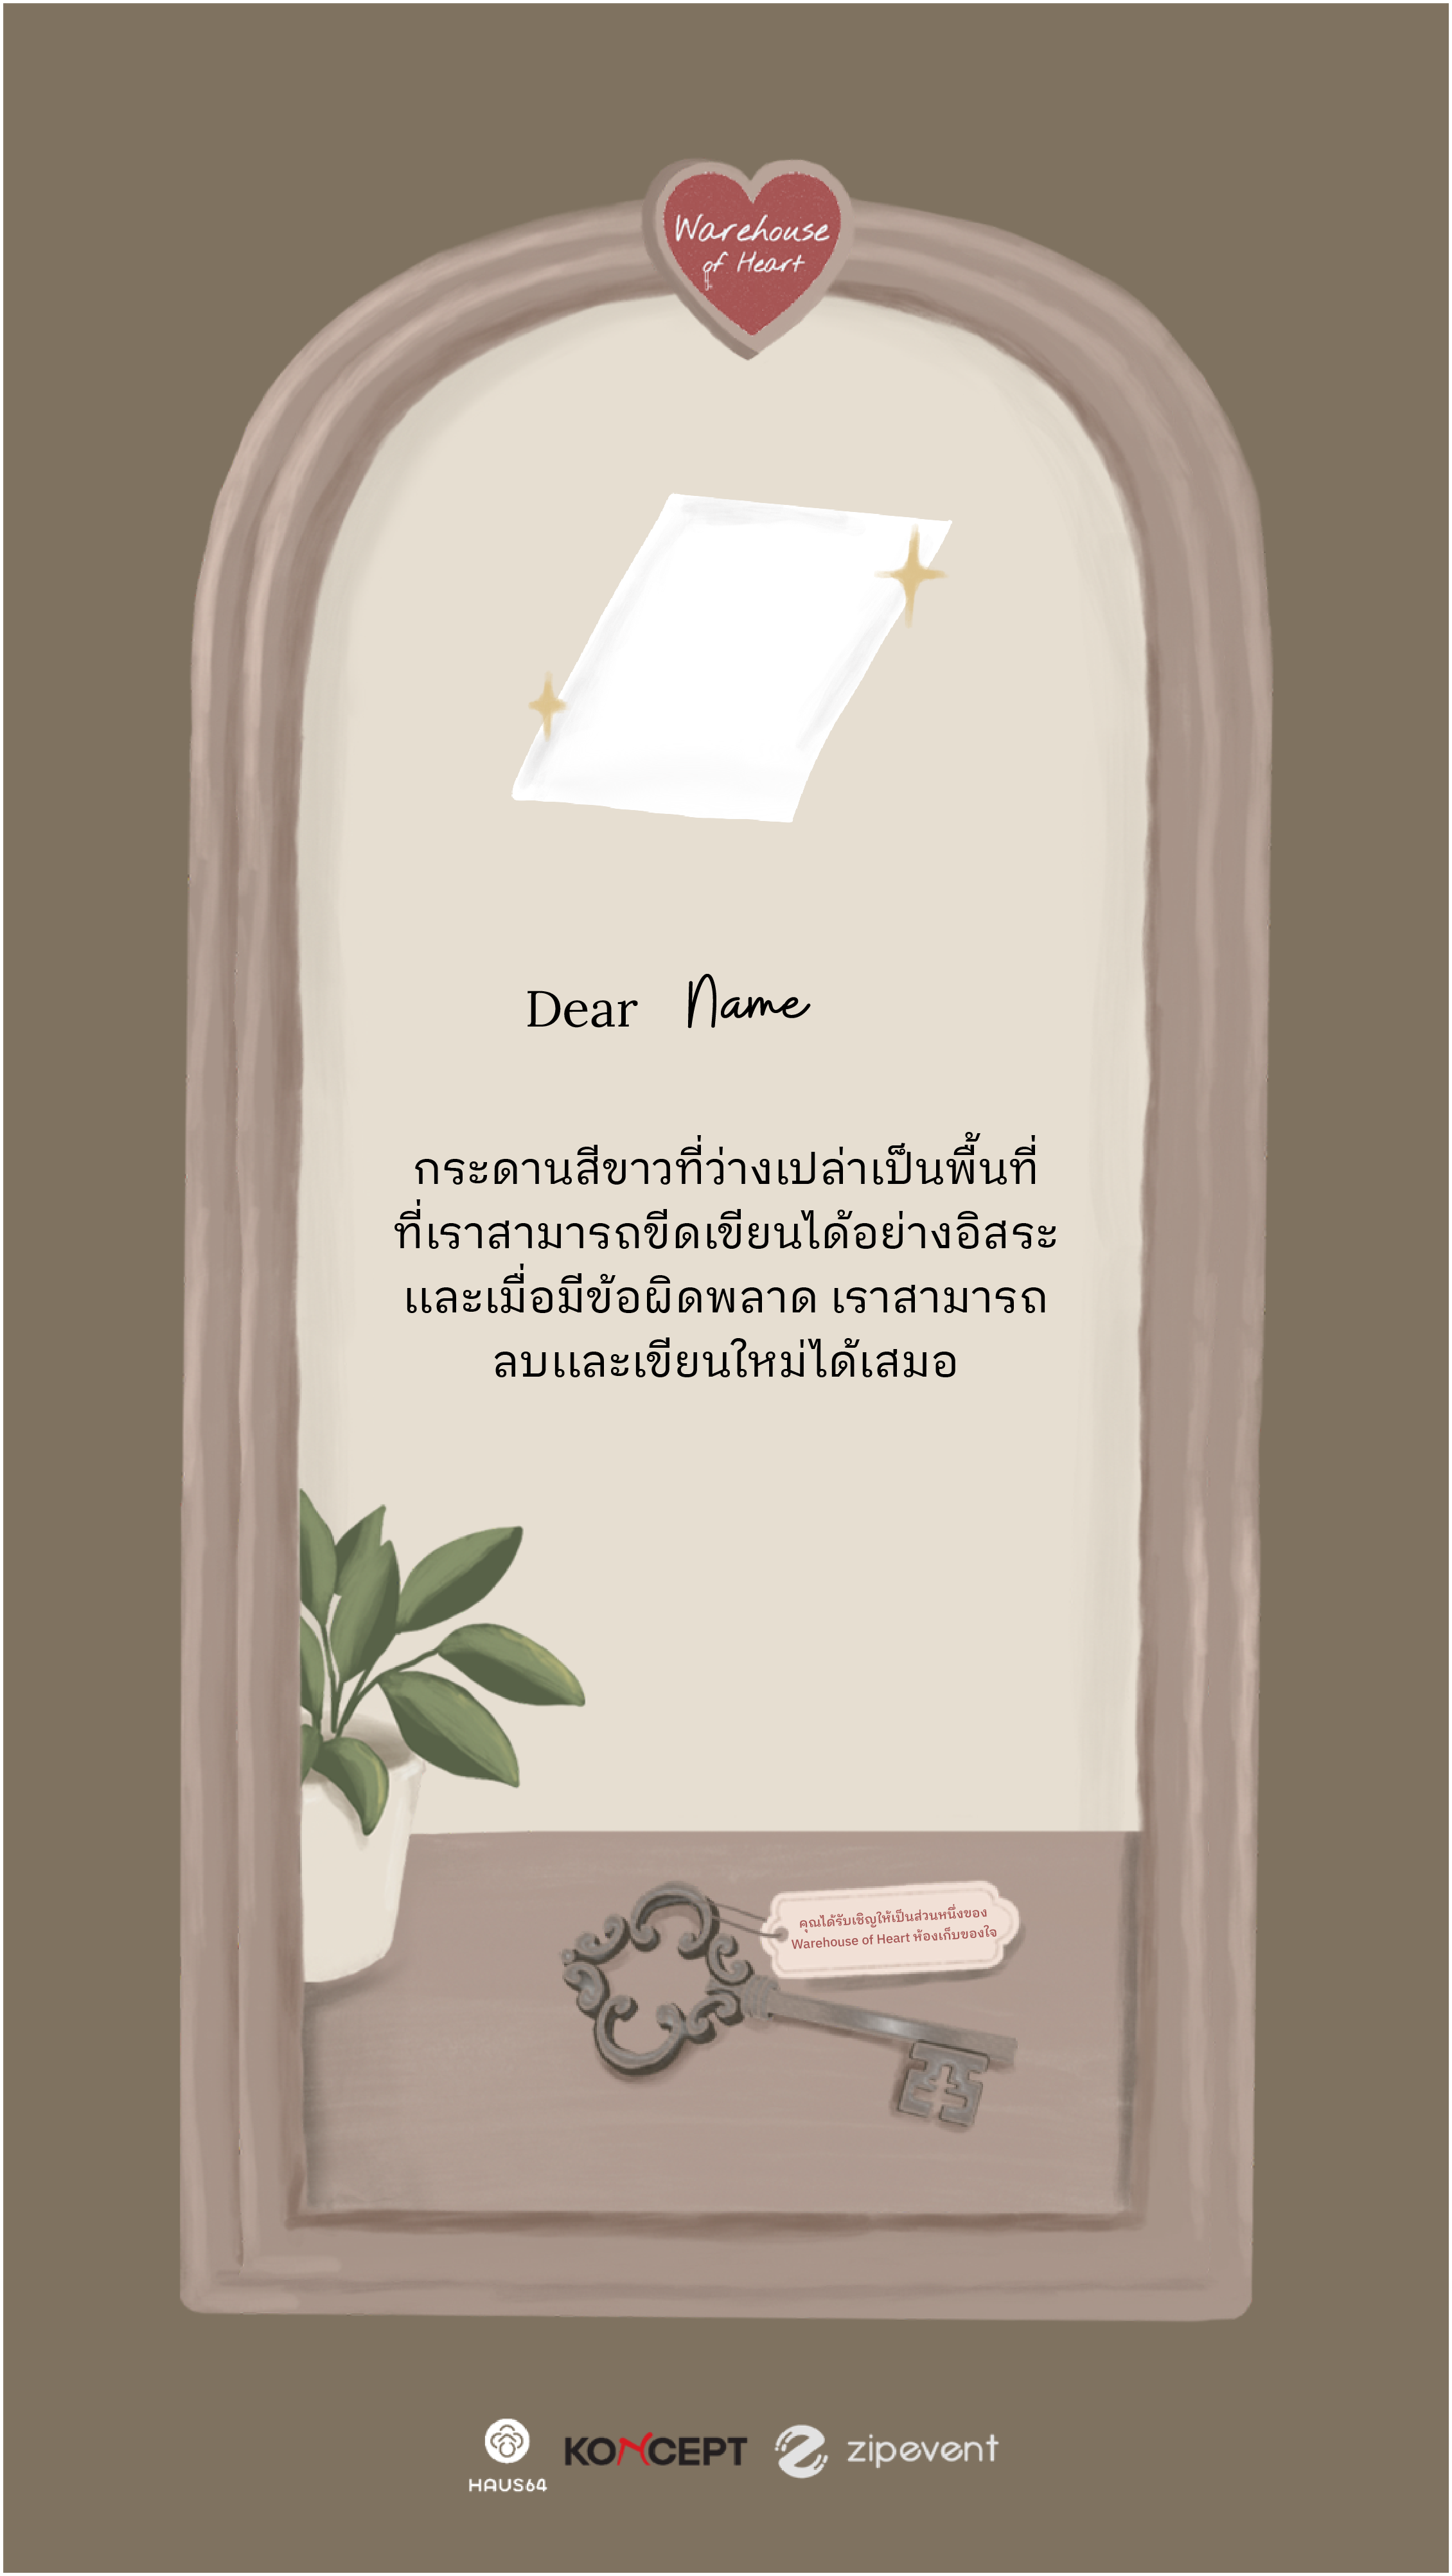 Warehouse
of Heart
Dear Name
กระดานสีขาวที่ว่างเปล่าเป็นพื้นที่
ที่เราสามารถขีดเขียนได้อย่างอิสระ
และเมื่อมีข้อผิดพลาด เราสามารถ
ลบและเขียนใหม่ได้เสมอ
คุณได้รับเชิญให้เป็นส่วนหนึ่งของ
Warehouse of Heart ห้องเก็บของใจ
HAUS64
KONCEPT
zipevent